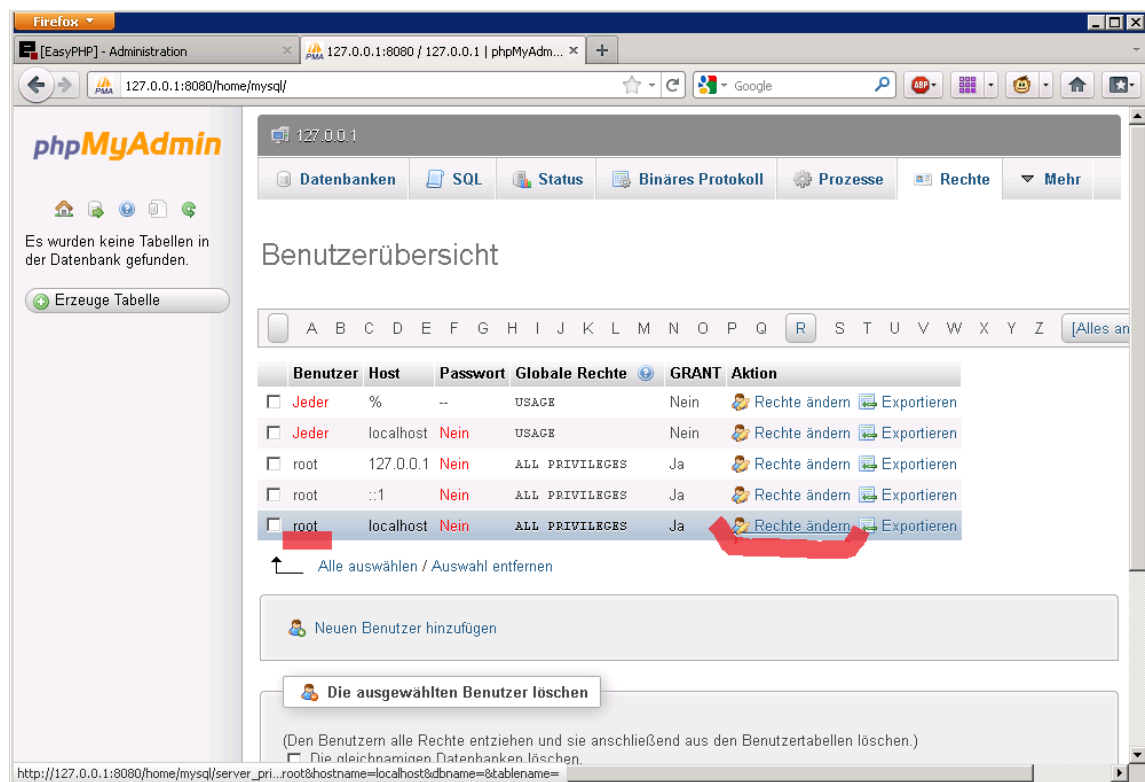 Firefox
[EasyPHP] - Administration
127.0.0.1:8080 / 127.0.0.1 | phpMyAdm...
127.0.0.1:8080/home/mysql/
Google
ABP
PMA
PMA
phpMyAdmin
Es wurden keine Tabellen in
der Datenbank gefunden.
Erzeuge Tabelle
127.0.0.1
Datenbanken SQL Status Binäres Protokoll Prozesse Rechte Mehr
Benutzerübersicht
A B C D E F G H I J K L M N O P Q R S T U V W X Y Z [Alles an
Benutzer Host Passwort Globale Rechte GRANT Aktion
Jeder % -- USAGE Nein Rechte ändern Exportieren
Jeder localhost Nein USAGE Nein Rechte ändern Exportieren
root 127.0.0.1 Nein ALL PRIVILEGES Ja Rechte ändern Exportieren
root ::1 Nein ALL PRIVILEGES Ja Rechte ändern Exportieren
root localhost Nein ALL PRIVILEGES Ja Rechte ändern Exportieren
Alle auswählen / Auswahl entfernen
Neuen Benutzer hinzufügen
Die ausgewählten Benutzer löschen
(Den Benutzern alle Rechte entziehen und sie anschließend aus den Benutzertabellen löschen.)
Die gleichnamigen Datenbanken löschen.
http://127.0.0.1:8080/home/mysql/server_pri...root&hostname=localhost&dbname=&tablename=